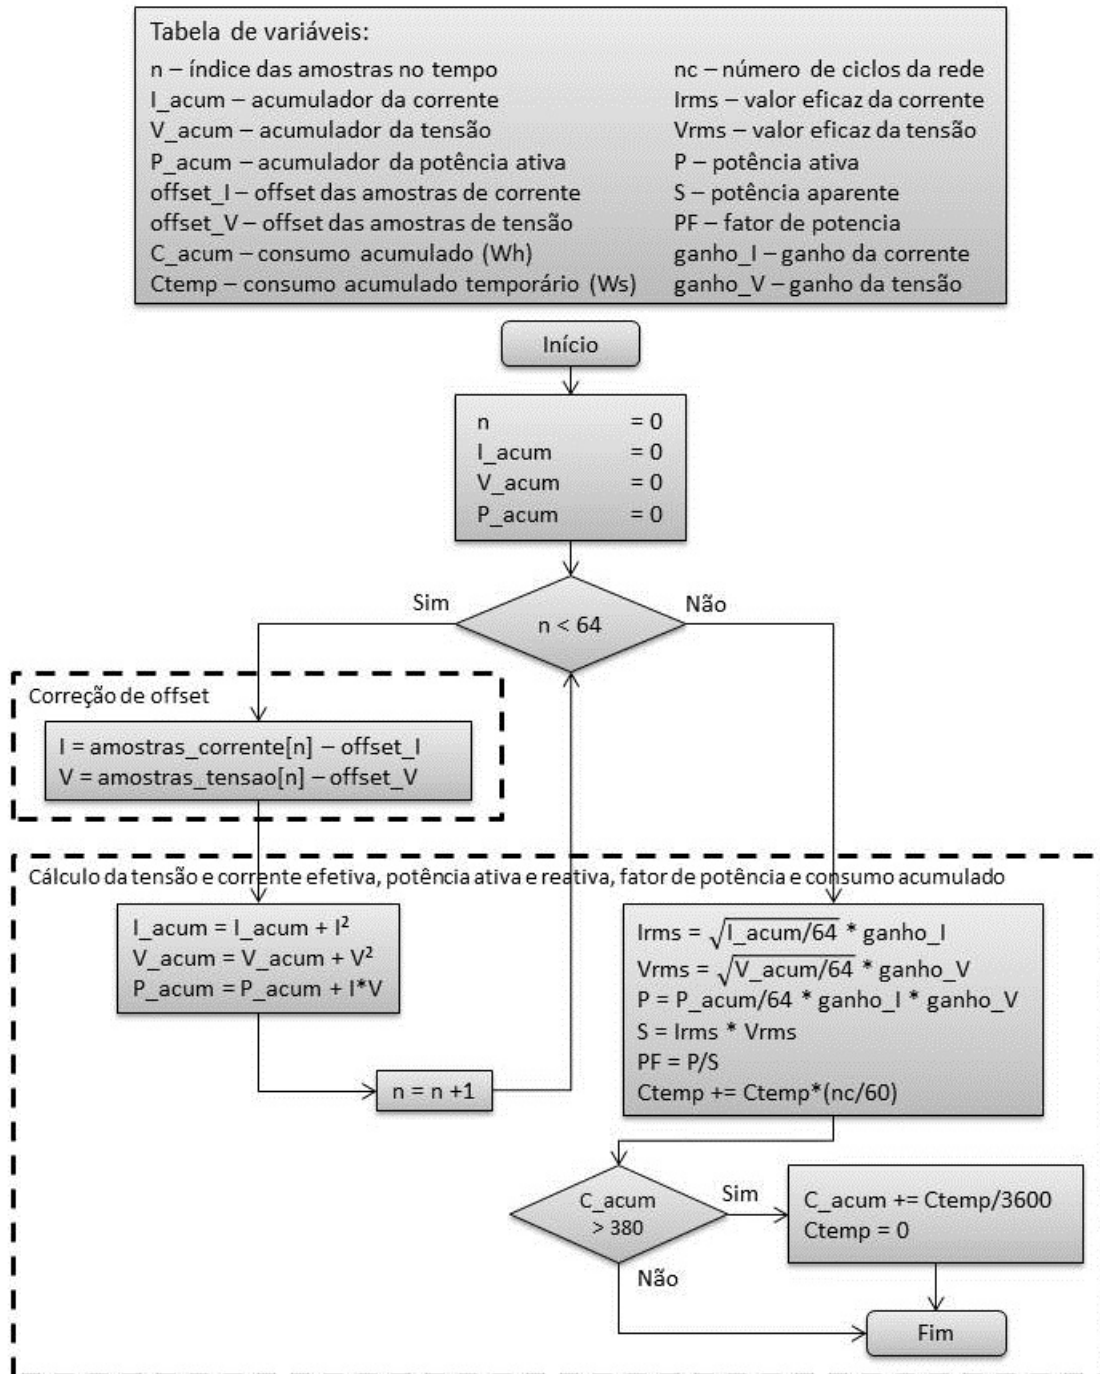 Tabela de variáveis:
n – índice das amostras no tempo
I_acum – acumulador da corrente
V_acum – acumulador da tensão
P_acum – acumulador da potência ativa
offset_I – offset das amostras de corrente
offset_V – offset das amostras de tensão
C_acum – consumo acumulado (Wh)
Ctemp – consumo acumulado temporário (Ws)
nc – número de ciclos da rede
Irms – valor eficaz da corrente
Vrms – valor eficaz da tensão
P – potência ativa
S – potência aparente
PF – fator de potencia
ganho_I – ganho da corrente
ganho_V – ganho da tensão
Início
n = 0
I_acum = 0
V_acum = 0
P_acum = 0
n < 64
Sim
Não
Correção de offset
I = amostras_corrente[n] – offset_I
V = amostras_tensao[n] – offset_V
Cálculo da tensão e corrente efetiva, potência ativa e reativa, fator de potência e consumo acumulado
I_acum = I_acum + I²
V_acum = V_acum + V²
P_acum = P_acum + I*V
n = n +1
Irms = √I_acum/64 * ganho_I
Vrms = √V_acum/64 * ganho_V
P = P_acum/64 * ganho_I * ganho_V
S = Irms * Vrms
PF = P/S
Ctemp += Ctemp*(nc/60)
C_acum
> 380
Sim
Não
C_acum += Ctemp/3600
Ctemp = 0
Fim